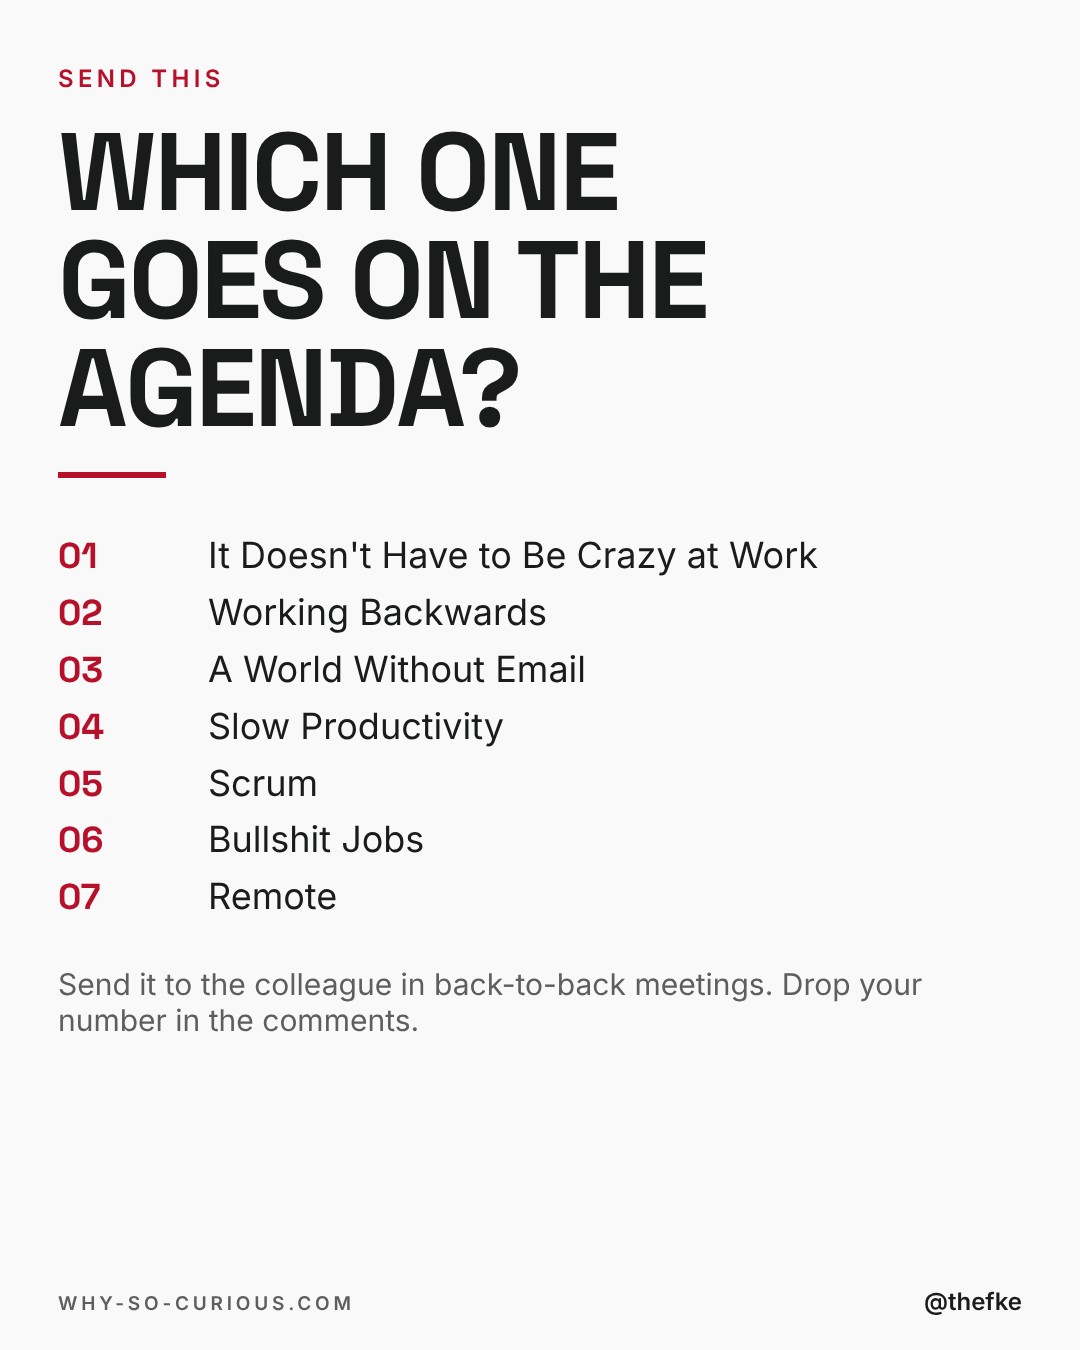 SEND THIS
WHICH ONE
GOES ON THE
AGENDA?
01 It Doesn't Have to Be Crazy at Work
02 Working Backwards
03 A World Without Email
04 Slow Productivity
05 Scrum
06 Bullshit Jobs
07 Remote
Send it to the colleague in back-to-back meetings. Drop your
number in the comments.
WHY-SO-CURIOUS.COM
@thefke